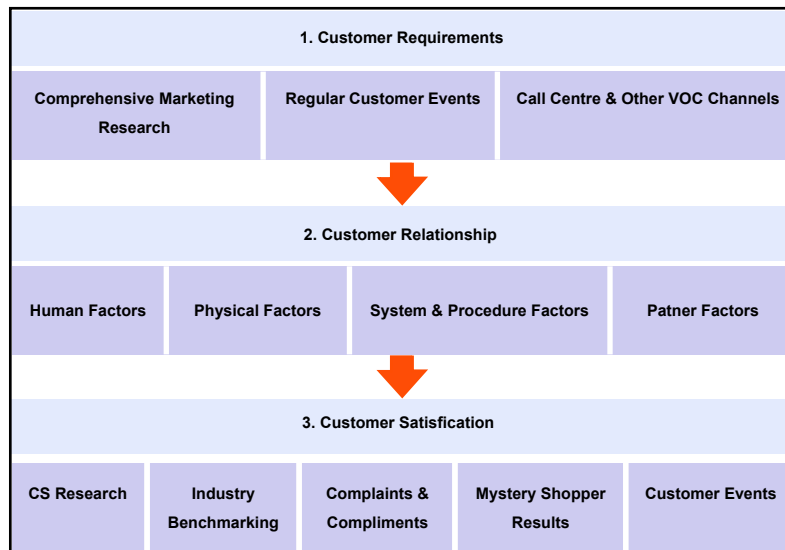 1. Customer Requirements
Comprehensive Marketing
Research
Regular Customer Events
Call Centre & Other VOC Channels
2. Customer Relationship
Human Factors
Physical Factors
System & Procedure Factors
Patner Factors
3. Customer Satisfication
CS Research
Industry
Benchmarking
Complaints &
Compliments
Mystery Shopper
Results
Customer Events